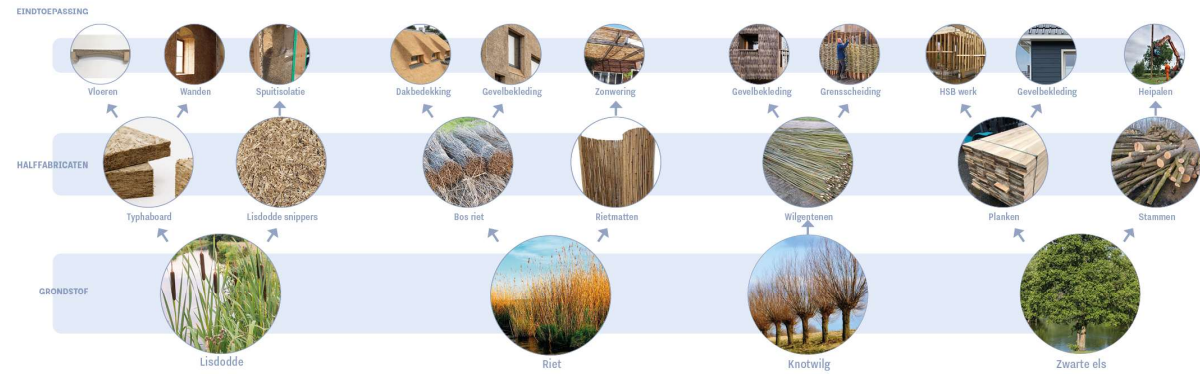 EINDTOEPASSING
Vloeren Wanden Spuitisolatie Dakbedekking Gevelbekleding Zonwering Gevelbekleding Grensscheiding HSB werk Gevelbekleding Heipalen
HALFFABRICATEN
Typhaboard Lisdodde snippers Bos riet Rietmatten Wilgentenen Planken Stammen
GRONDSTOF
Lisdodde Riet Knotwilg Zwarte els